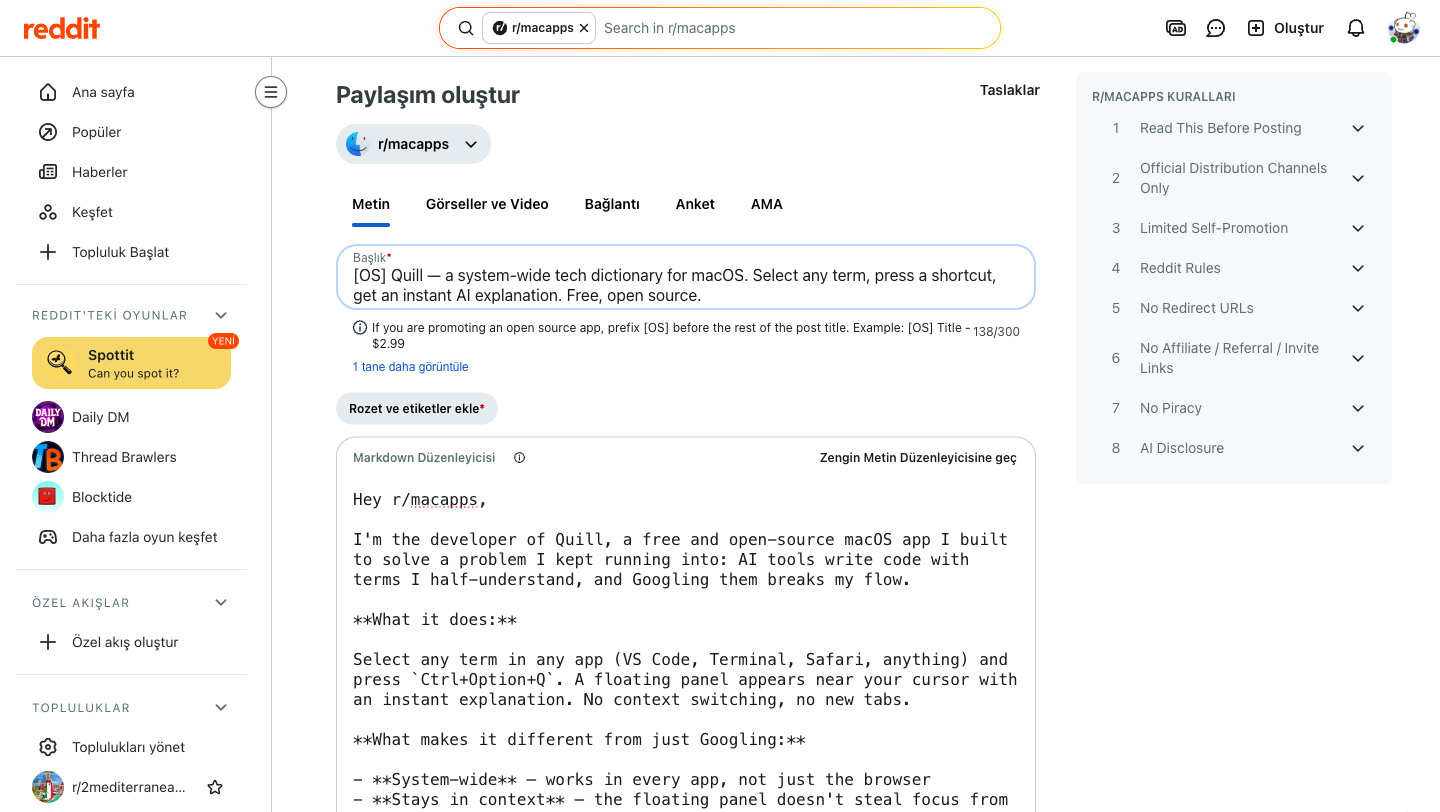 reddit
r/macapps
Search in r/macapps
AD
Oluştur
Ana sayfa
Popüler
Haberler
Keşfet
Topluluk Başlat
REDDIT'TEKİ OYUNLAR
YENİ
Spottit
Can you spot it?
DAILY DM
Daily DM
TB
Thread Brawlers
Blocktide
Daha fazla oyun keşfet
ÖZEL AKIŞLAR
Özel akış oluştur
TOPLULUKLAR
Toplulukları yönet
r/2mediterranea...
Paylaşım oluştur
Taslaklar
r/macapps
Metin
Görseller ve Video
Bağlantı
Anket
AMA
Başlık*
[OS] Quill — a system-wide tech dictionary for macOS. Select any term, press a shortcut,
get an instant AI explanation. Free, open source.
If you are promoting an open source app, prefix [OS] before the rest of the post title. Example: [OS] Title -
$2.99
138/300
1 tane daha görüntüle
Rozet ve etiketler ekle*
Markdown Düzenleyicisi
Zengin Metin Düzenleyicisine geç
Hey r/macapps,
I'm the developer of Quill, a free and open-source macOS app I built
to solve a problem I kept running into: AI tools write code with
terms I half-understand, and Googling them breaks my flow.
**What it does:**
Select any term in any app (VS Code, Terminal, Safari, anything) and
press `Ctrl+Option+Q`. A floating panel appears near your cursor with
an instant explanation. No context switching, no new tabs.
**What makes it different from just Googling:**
- **System-wide** — works in every app, not just the browser
- **Stays in context** — the floating panel doesn't steal focus from
R/MACAPPS KURALLARI
1 Read This Before Posting
2 Official Distribution Channels
Only
3 Limited Self-Promotion
4 Reddit Rules
5 No Redirect URLs
6 No Affiliate / Referral / Invite
Links
7 No Piracy
8 AI Disclosure